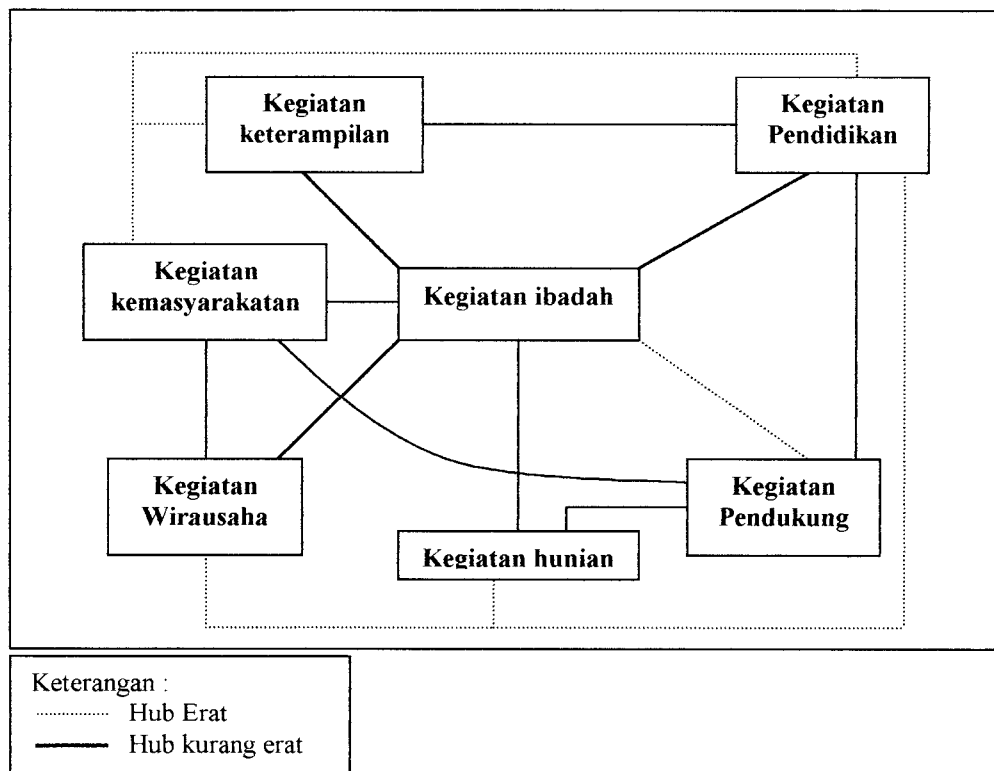 Kegiatan
keterampilan
Kegiatan
Pendidikan
Kegiatan
kemasyarakatan
Kegiatan ibadah
Kegiatan
Wirausaha
Kegiatan
Pendukung
Kegiatan hunian
Keterangan :
Hub Erat
Hub kurang erat